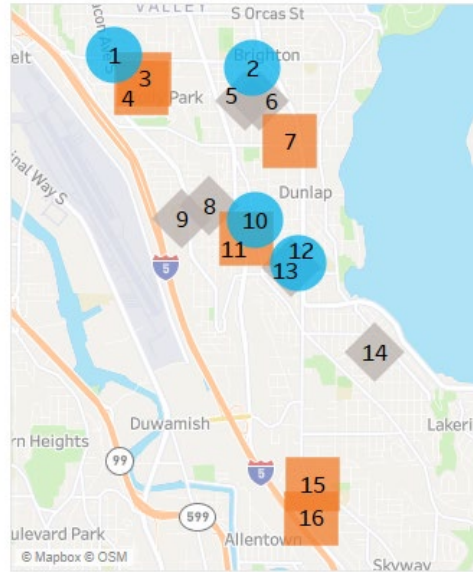 VALLEY
S Orcas St
1
Brighton
2
3
4
Park
5
6
7
Dunlap
8
9
10
11
12
13
5
14
Duwamish
Lakeri
rn Heights
99
5
15
599
16
ulevard Park
Allentown
Skyway
© Mapbox © OSM